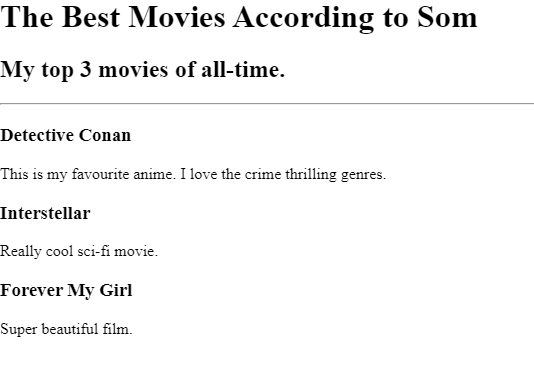 The Best Movies According to Som
My top 3 movies of all-time.
Detective Conan
This is my favourite anime. I love the crime thrilling genres.
Interstellar
Really cool sci-fi movie.
Forever My Girl
Super beautiful film.